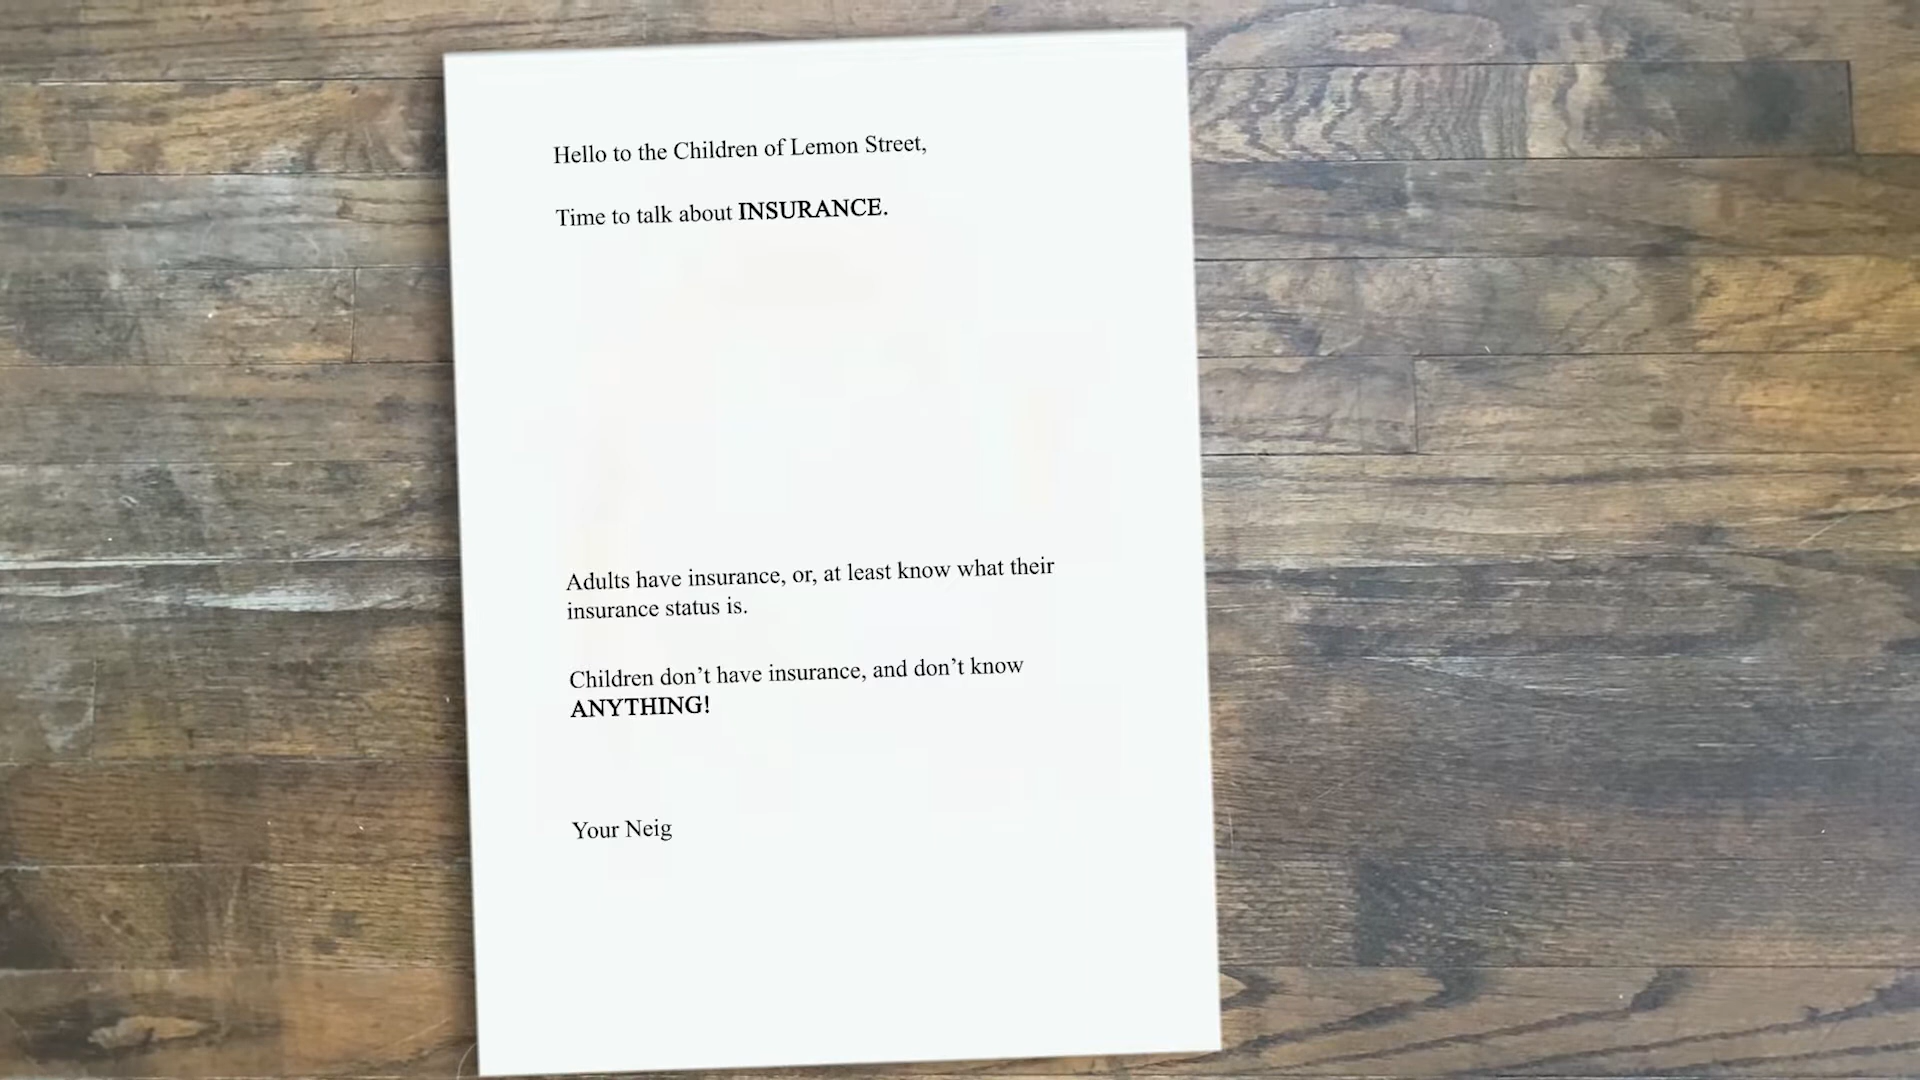 Hello to the Children of Lemon Street,
Time to talk about INSURANCE.
Adults have insurance, or, at least know what their
insurance status is.
Children don’t have insurance, and don’t know
ANYTHING!
Your Neig